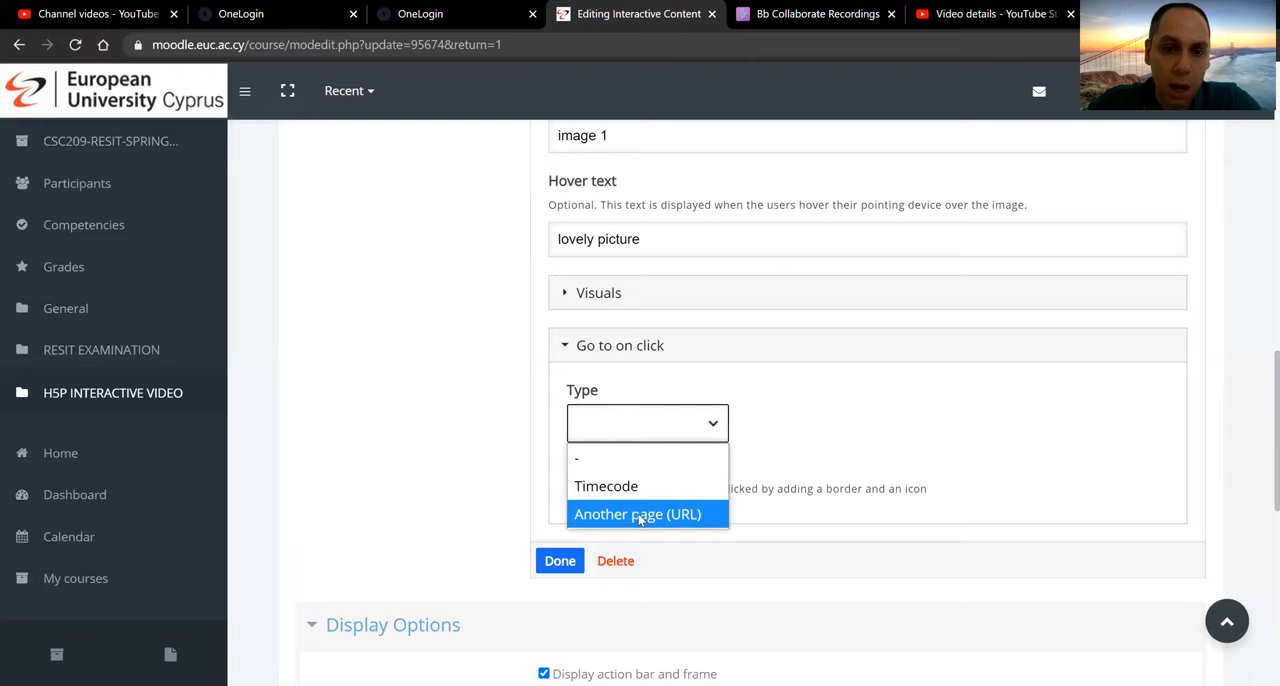 Channel videos - YouTube
OneLogin
OneLogin
Editing Interactive Content
Bb Collaborate Recordings
Video details - YouTube S
moodle.euc.ac.cy/course/modedit.php?update=95674&return=1
European
University Cyprus
Recent
CSC209-RESIT-SPRING...
Participants
Competencies
Grades
General
RESIT EXAMINATION
H5P INTERACTIVE VIDEO
Home
Dashboard
Calendar
My courses
image 1
Hover text
Optional. This text is displayed when the users hover their pointing device over the image.
lovely picture
Visuals
Go to on click
Type
-
Timecode
Another page (URL)
licked by adding a border and an icon
Done
Delete
Display Options
Display action bar and frame